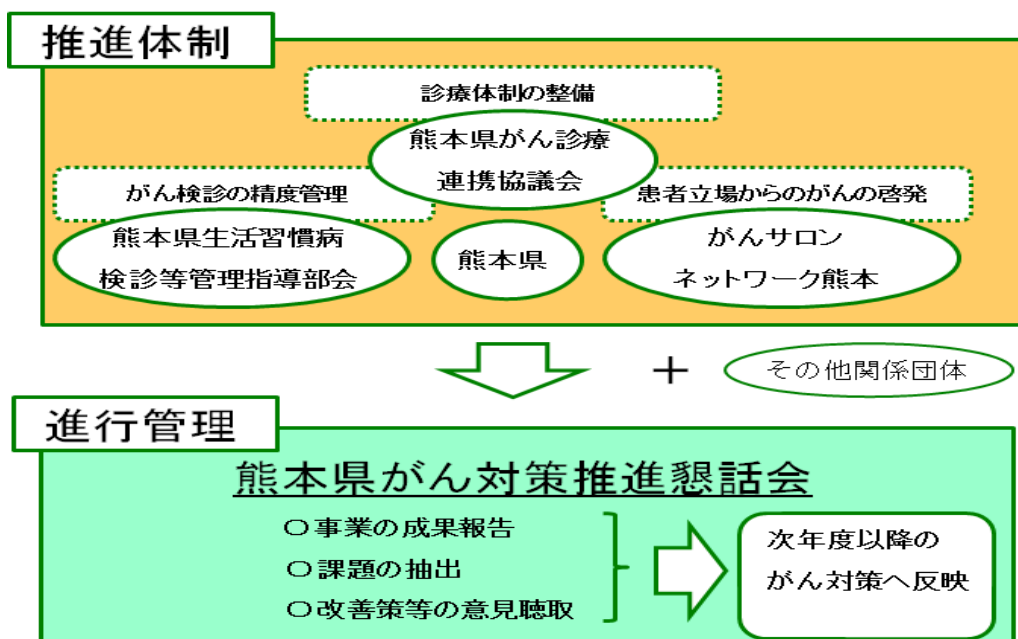 推進体制
診療体制の整備
熊本県がん診療
連携協議会
がん検診の精度管理
熊本県生活習慣病
検診等管理指導部会
熊本県
患者立場からのがんの啓発
がんサロン
ネットワーク熊本
＋
その他関係団体
進行管理
熊本県がん対策推進懇話会
○事業の成果報告
○課題の抽出
○改善策等の意見聴取
次年度以降の
がん対策へ反映